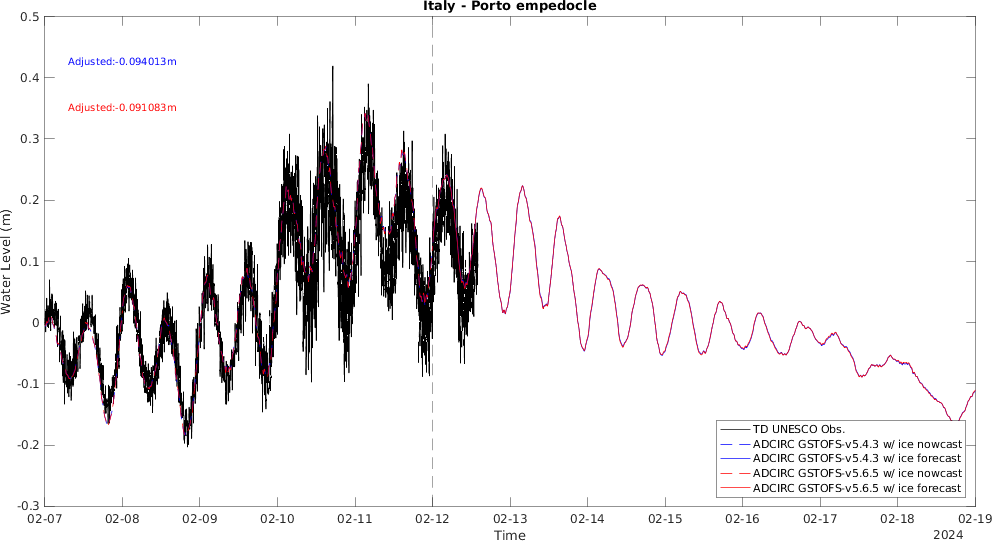 Italy - Porto empedocle
Adjusted:-0.094013m
Adjusted:-0.091083m
Water Level (m)
0.5
0.4
0.3
0.2
0.1
0
-0.1
-0.2
-0.3
02-07 02-08 02-09 02-10 02-11 02-12 02-13 02-14 02-15 02-16 02-17 02-18 02-19
Time
2024
TD UNESCO Obs.
ADCIRC GSTOFS-v5.4.3 w/ ice nowcast
ADCIRC GSTOFS-v5.4.3 w/ ice forecast
ADCIRC GSTOFS-v5.6.5 w/ ice nowcast
ADCIRC GSTOFS-v5.6.5 w/ ice forecast